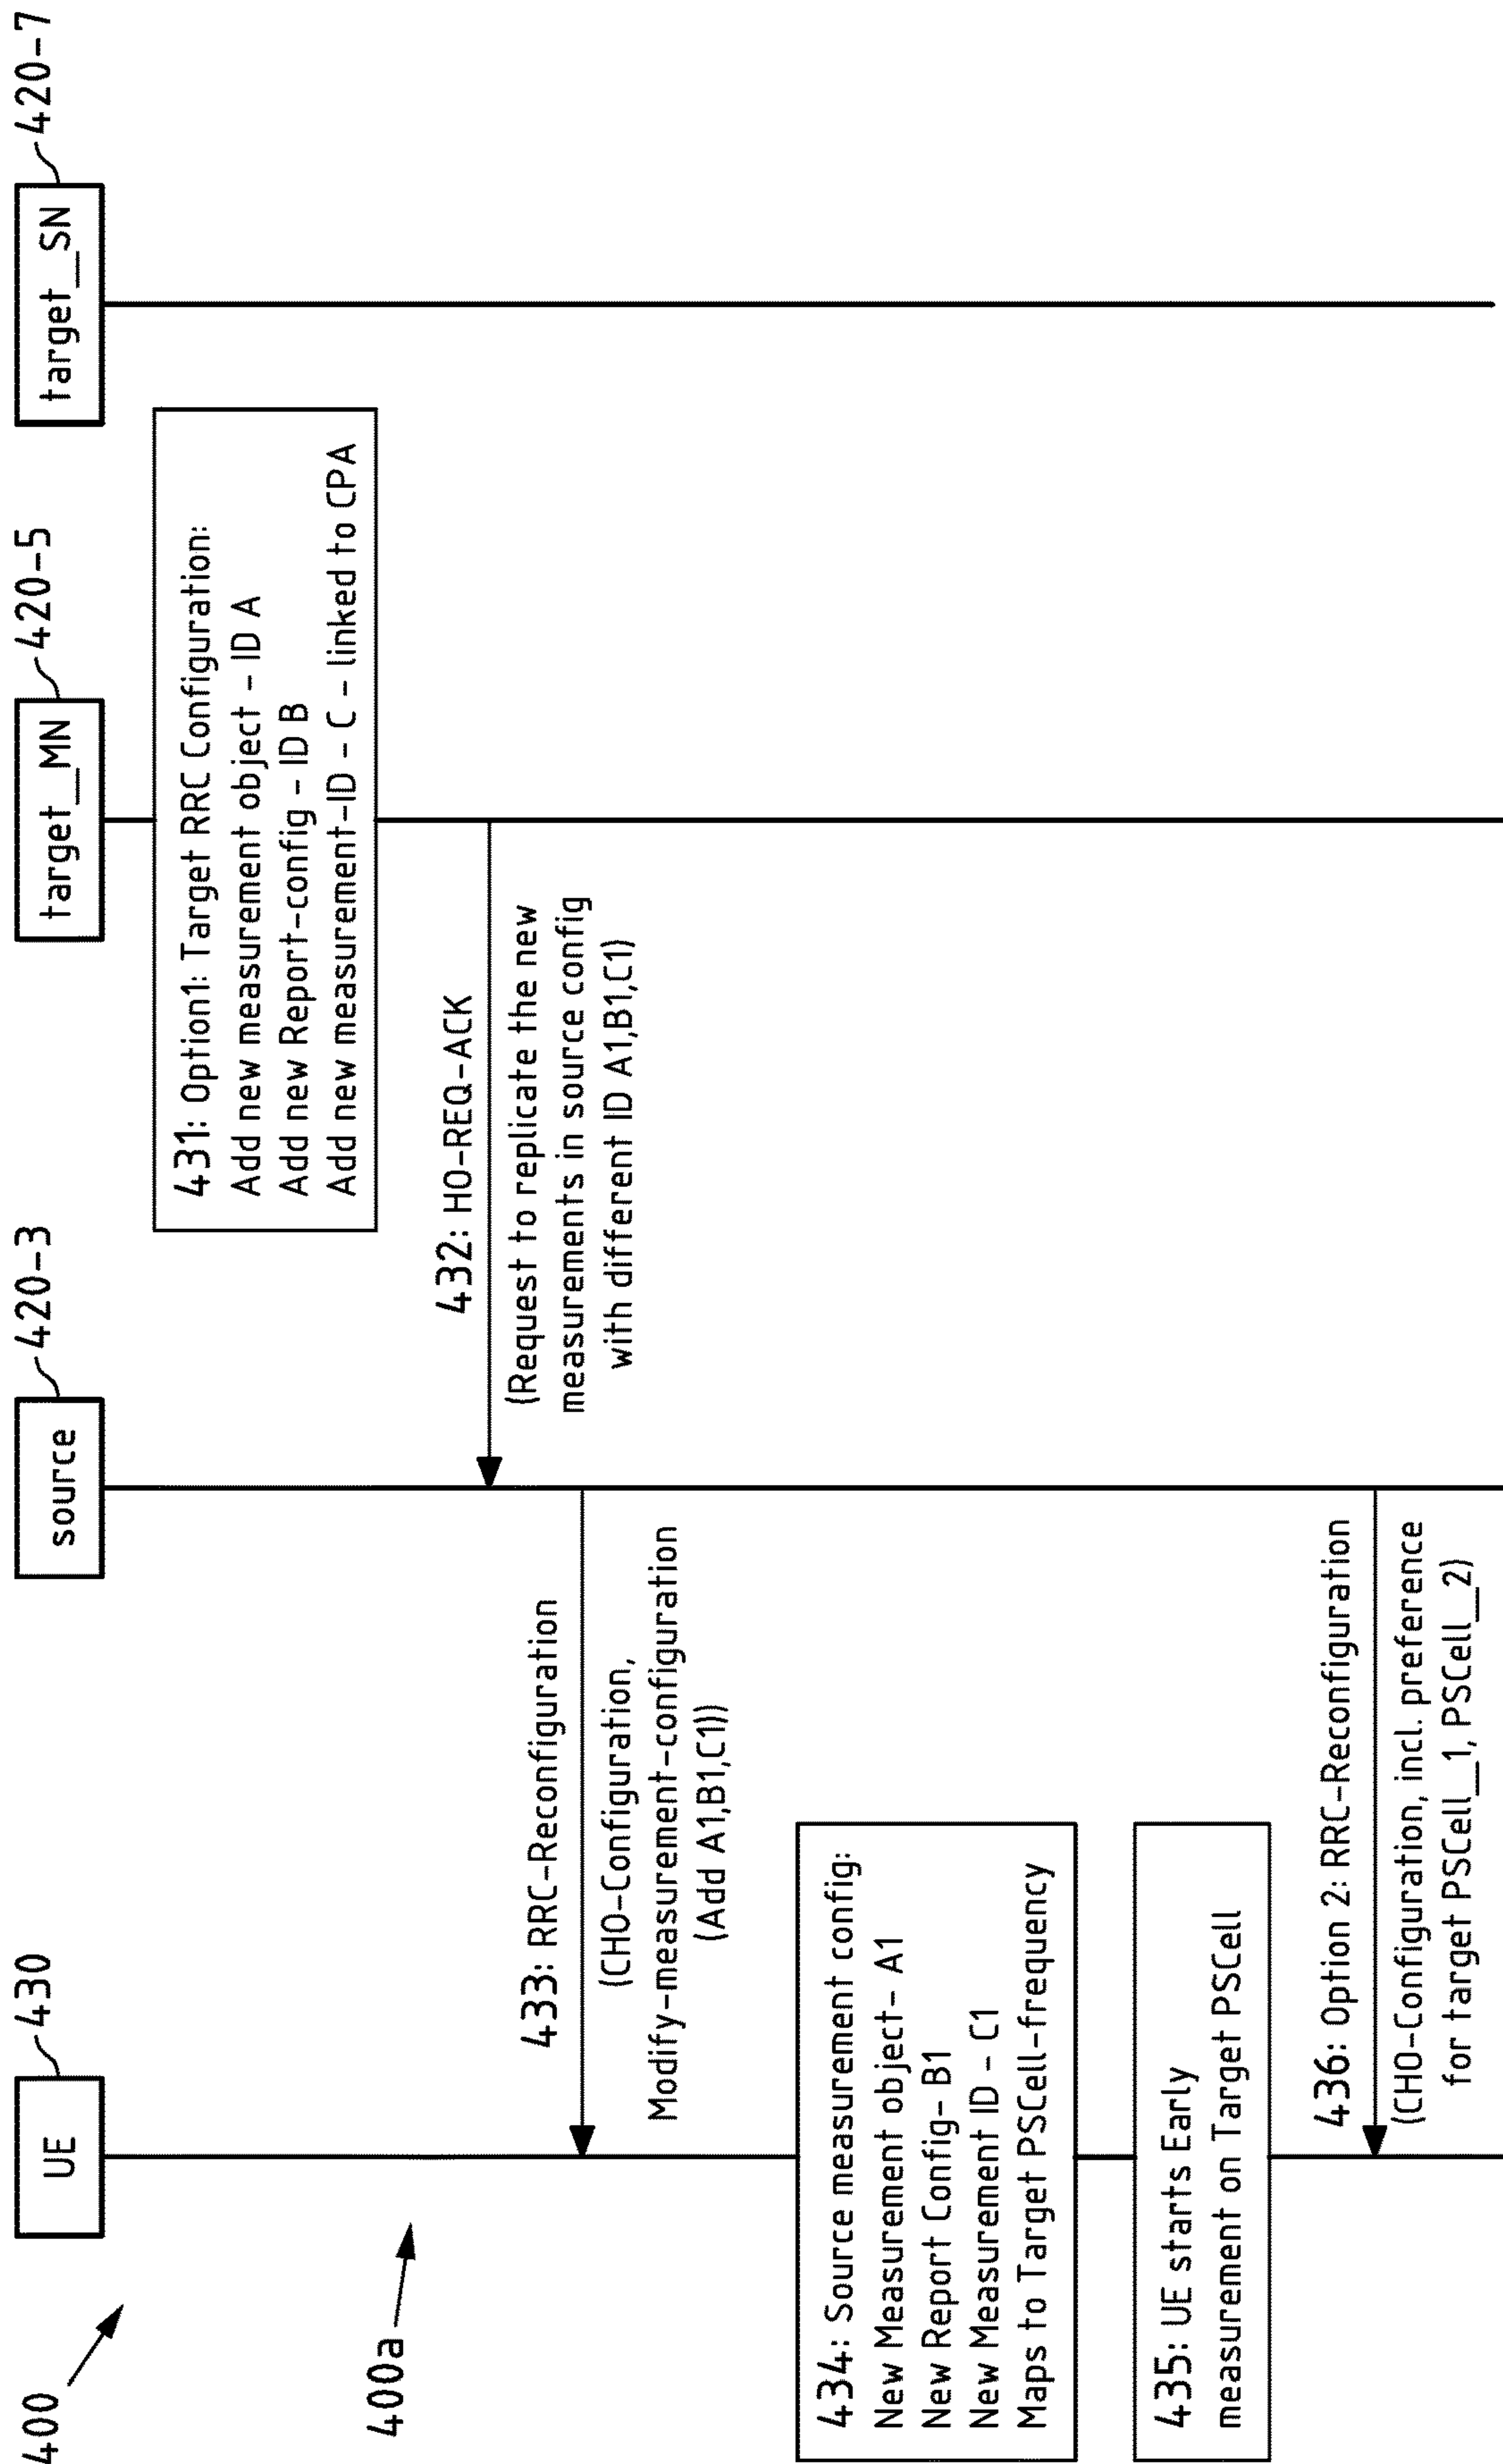 400
UE
430
source
420-3
target_MN
420-5
target_SN
420-7
400a
431: Option1: Target RRC Configuration:
Add new measurement object - ID A
Add new Report-config - ID B
Add new measurement-ID - C - linked to CPA
432: HO-REQ-ACK
(Request to replicate the new
measurements in source config
with different ID A1,B1,C1)
433: RRC-Reconfiguration
(CHO-Configuration,
Modify-measurement-configuration
(Add A1,B1,C1))
434: Source measurement config:
New Measurement object- A1
New Report Config- B1
New Measurement ID - C1
Maps to Target PSCell-frequency
435: UE starts Early
measurement on Target PSCell
436: Option 2: RRC-Reconfiguration
(CHO-Configuration, incl. preference
for target PSCell_1, PSCell_2)